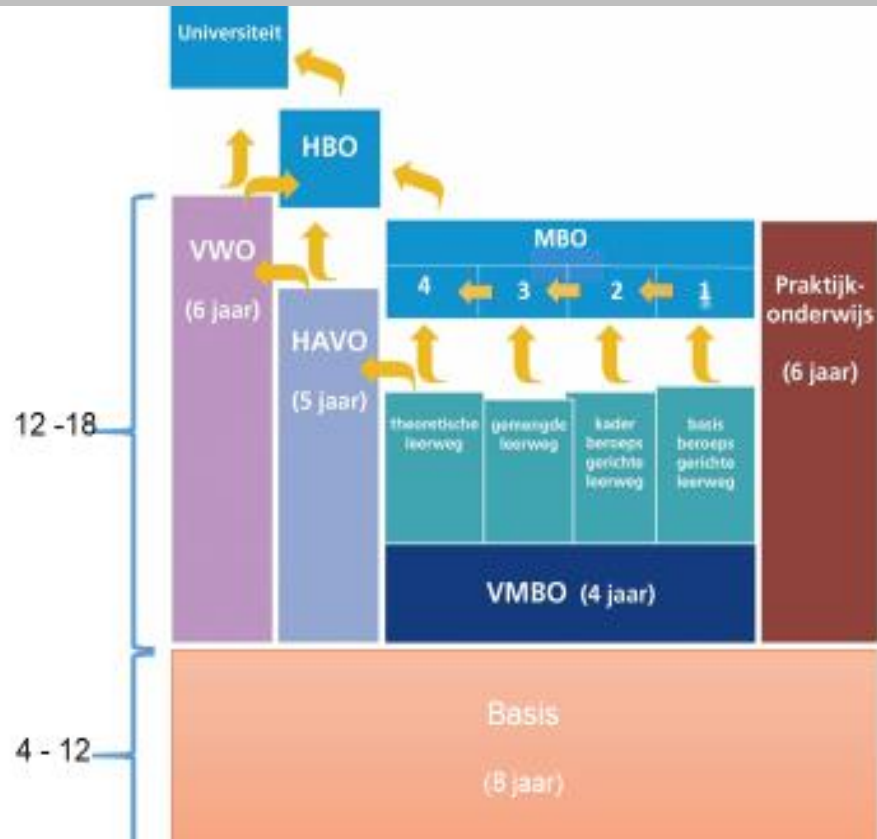 Universiteit
HBO
VWO
(6 jaar)
HAVO
(5 jaar)
MBO
4
3
2
1
Praktijk-
onderwijs
(6 jaar)
theoretische
leerweg
gemengde
leerweg
kader
beroeps
gerichte
leerweg
basis
beroeps
gerichte
leerweg
12 -18
VMBO (4 jaar)
Basis
(8 jaar)
4 - 12